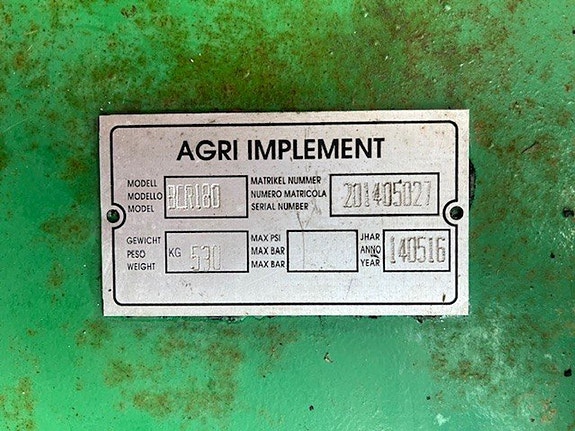 AGRI IMPLEMENT
MODELL
MODELLO
MODEL
BCR180
MATRIKEL NUMMER
NUMERO MATRICOLA
SERIAL NUMBER
201405027
GEWICHT
PESO
WEIGHT
KG 530
MAX PSI
MAX BAR
MAX BAR
JHAR
ANNO
YEAR
140516